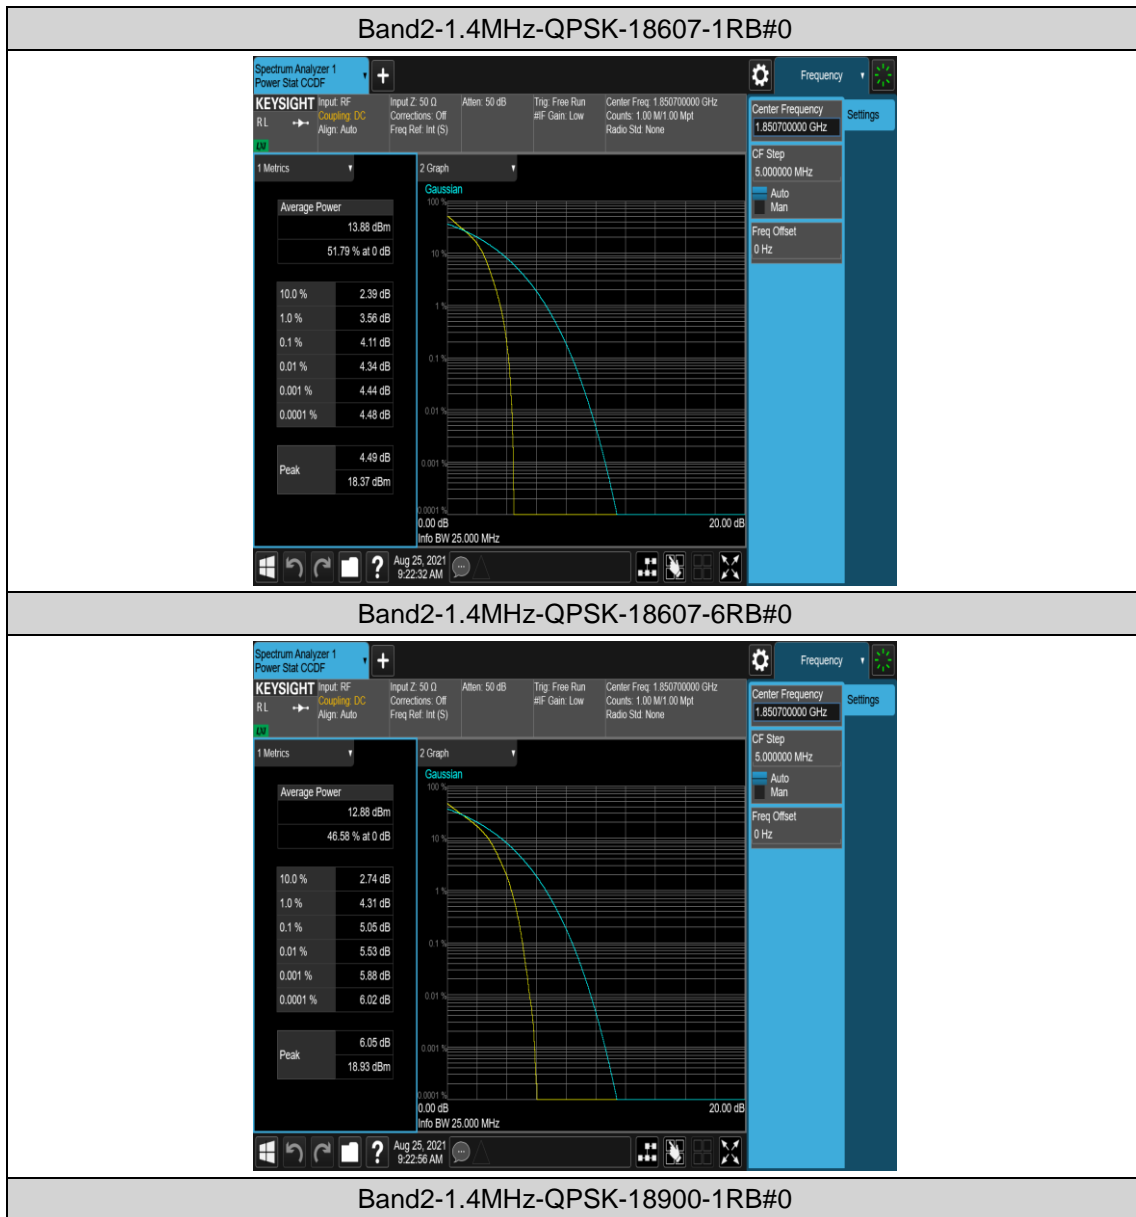 Band2-1.4MHz-QPSK-18607-1RB#0
Spectrum Analyzer 1
Power Stat CCDF
+
Frequency
KEYSIGHT
RL
Input: RF
Coupling: DC
Align: Auto
Input Z: 50 Ω
Corrections: Off
Freq Ref: Int (S)
Atten: 50 dB
Trig: Free Run
#IF Gain: Low
Center Freq: 1.850700000 GHz
Counts: 1.00 M/1.00 Mpt
Radio Std: None
Center Frequency
1.850700000 GHz
Settings
CF Step
5.000000 MHz
Auto
Man
Freq Offset
0 Hz
1 Metrics
Average Power
13.88 dBm
51.79 % at 0 dB
10.0 % 2.39 dB
1.0 % 3.56 dB
0.1 % 4.11 dB
0.01 % 4.34 dB
0.001 % 4.44 dB
0.0001 % 4.48 dB
Peak 4.49 dB
18.37 dBm
2 Graph
Gaussian
100 %
10 %
1 %
0.1 %
0.01 %
0.001 %
0.0001 %
0.00 dB 20.00 dB
Info BW 25.000 MHz
?
Aug 25, 2021
9:22:32 AM
Band2-1.4MHz-QPSK-18607-6RB#0
Spectrum Analyzer 1
Power Stat CCDF
+
Frequency
KEYSIGHT
RL
Input: RF
Coupling: DC
Align: Auto
Input Z: 50 Ω
Corrections: Off
Freq Ref: Int (S)
Atten: 50 dB
Trig: Free Run
#IF Gain: Low
Center Freq: 1.850700000 GHz
Counts: 1.00 M/1.00 Mpt
Radio Std: None
Center Frequency
1.850700000 GHz
Settings
CF Step
5.000000 MHz
Auto
Man
Freq Offset
0 Hz
1 Metrics
Average Power
12.88 dBm
46.58 % at 0 dB
10.0 % 2.74 dB
1.0 % 4.31 dB
0.1 % 5.05 dB
0.01 % 5.53 dB
0.001 % 5.88 dB
0.0001 % 6.02 dB
Peak 6.05 dB
18.93 dBm
2 Graph
Gaussian
100 %
10 %
1 %
0.1 %
0.01 %
0.001 %
0.0001 %
0.00 dB 20.00 dB
Info BW 25.000 MHz
?
Aug 25, 2021
9:22:56 AM
Band2-1.4MHz-QPSK-18900-1RB#0